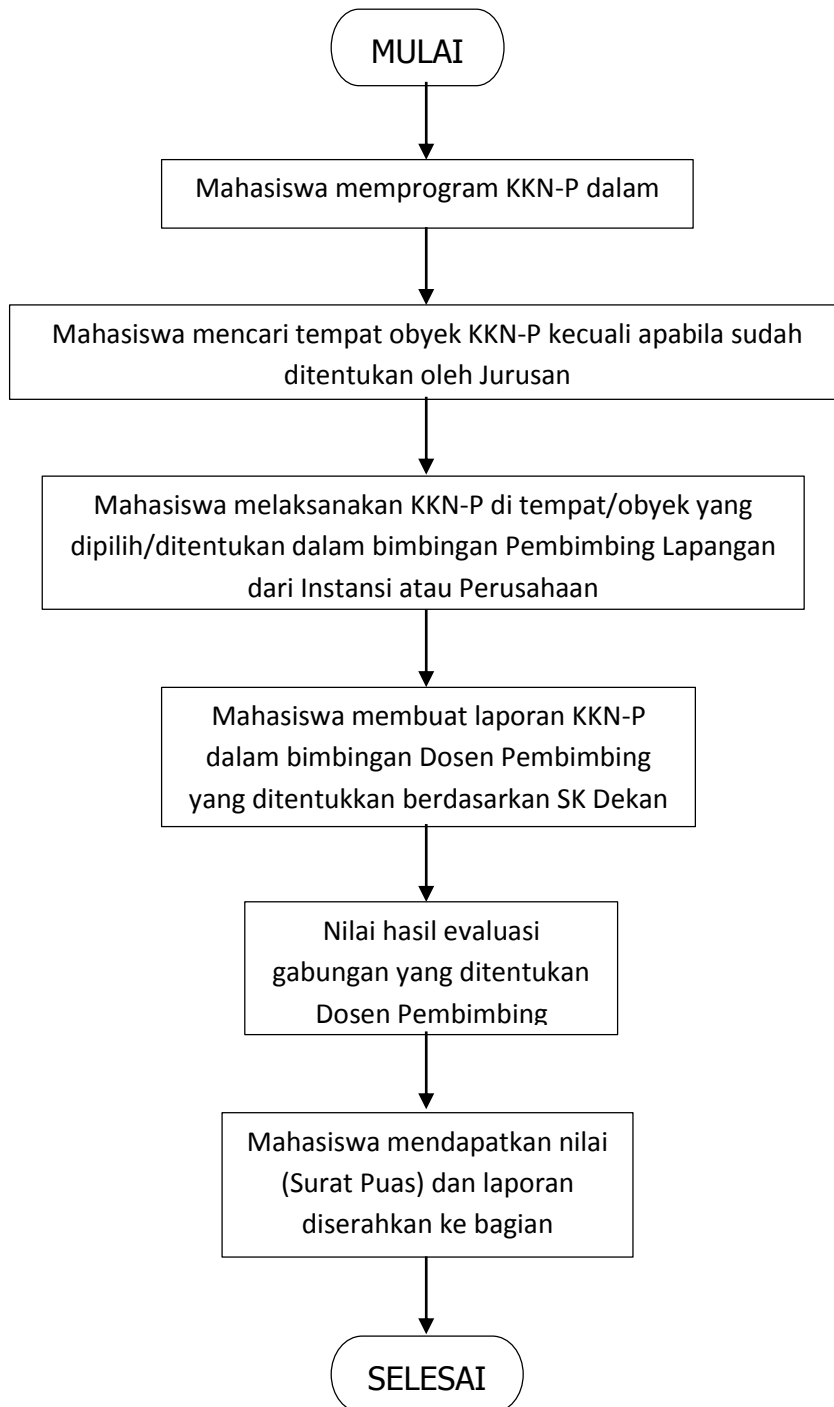 MULAI
Mahasiswa memprogram KKN-P dalam
Mahasiswa mencari tempat obyek KKN-P kecuali apabila sudah
ditentukan oleh Jurusan
Mahasiswa melaksanakan KKN-P di tempat/obyek yang
dipilih/ditentukan dalam bimbingan Pembimbing Lapangan
dari Instansi atau Perusahaan
Mahasiswa membuat laporan KKN-P
dalam bimbingan Dosen Pembimbing
yang ditentukkan berdasarkan SK Dekan
Nilai hasil evaluasi
gabungan yang ditentukan
Dosen Pembimbing
Mahasiswa mendapatkan nilai
(Surat Puas) dan laporan
diserahkan ke bagian
SELESAI